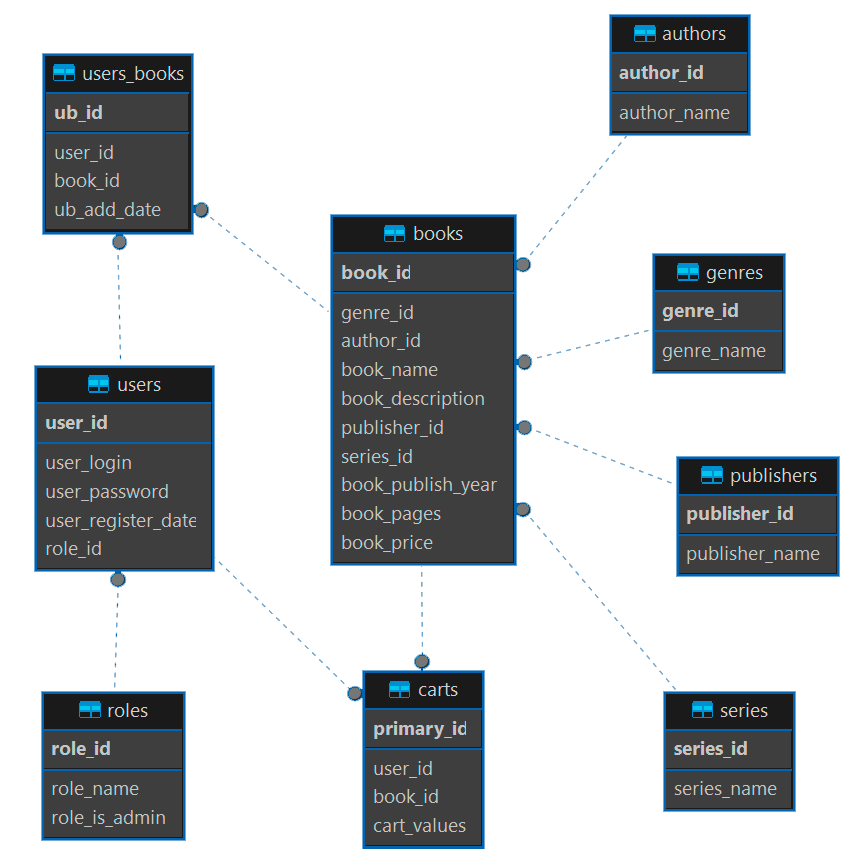 authors
author_id
author_name
users_books
ub_id
user_id
book_id
ub_add_date
books
book_id
genre_id
author_id
book_name
book_description
publisher_id
series_id
book_publish_year
book_pages
book_price
genres
genre_id
genre_name
users
user_id
user_login
user_password
user_register_date
role_id
publishers
publisher_id
publisher_name
roles
role_id
role_name
role_is_admin
carts
primary_id
user_id
book_id
cart_values
series
series_id
series_name